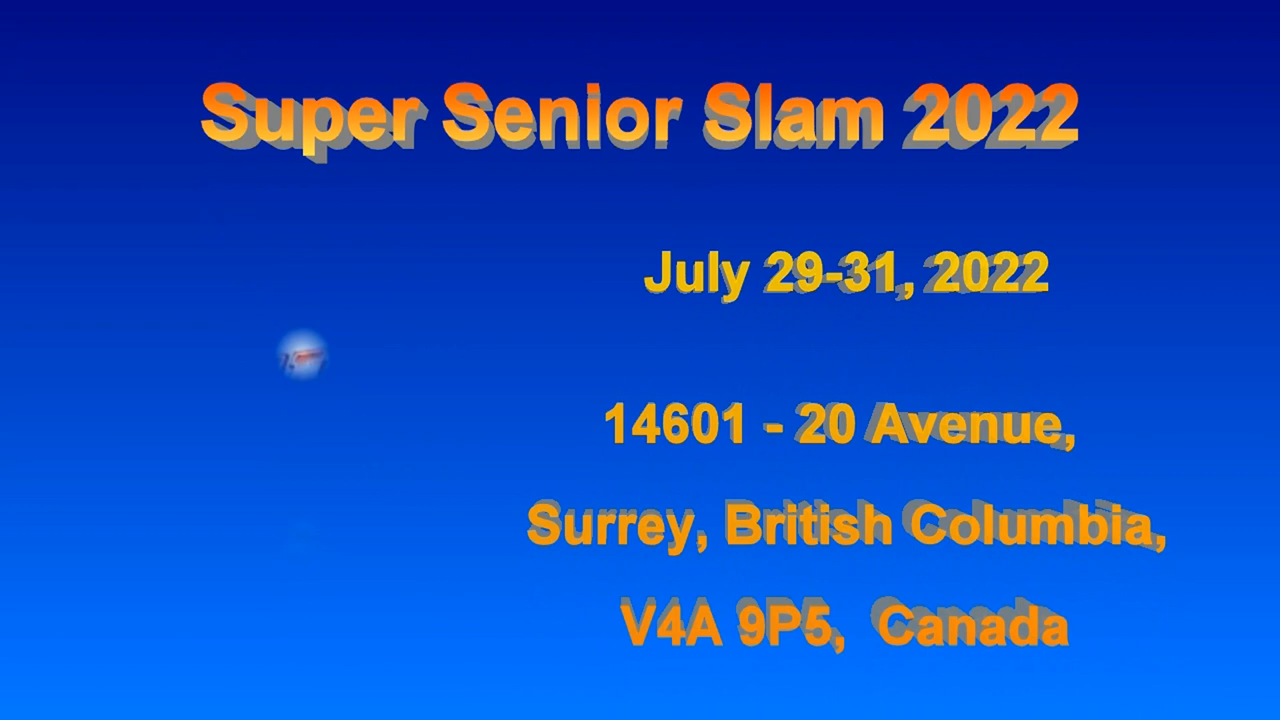 Super Senior Slam 2022
July 29-31, 2022
14601 - 20 Avenue,
Surrey, British Columbia,
V4A 9P5, Canada